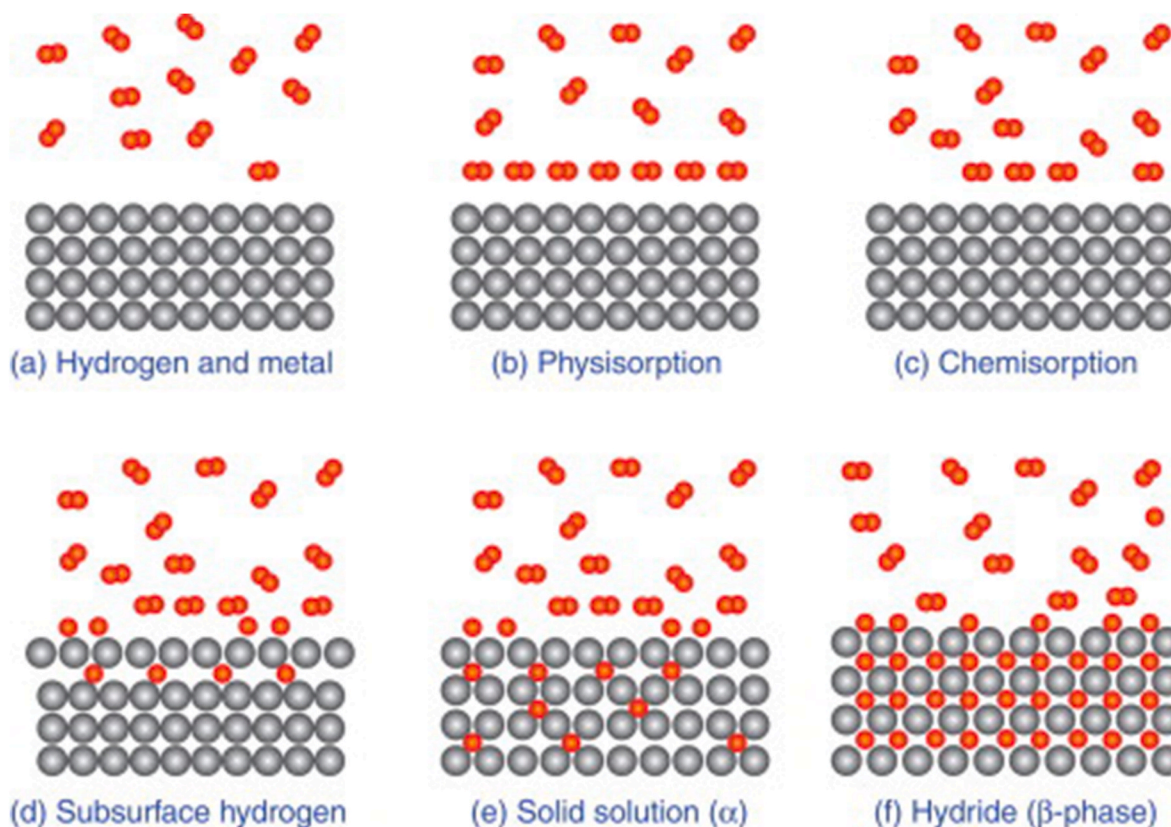 (a) Hydrogen and metal
(b) Physisorption
(c) Chemisorption
(d) Subsurface hydrogen
(e) Solid solution (α)
(f) Hydride (β-phase)